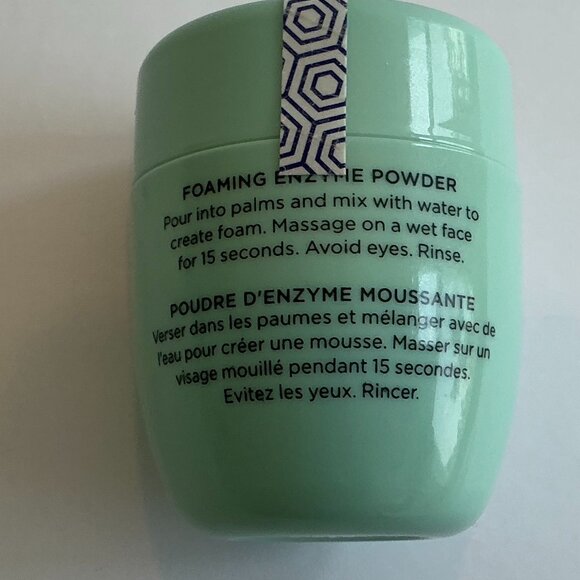 FOAMING ENZYME POWDER
Pour into palms and mix with water to
create foam. Massage on a wet face
for 15 seconds. Avoid eyes. Rinse.
POUDRE D'ENZYME MOUSSANTE
Verser dans les paumes et mélanger avec de
l'eau pour créer une mousse. Masser sur un
visage mouillé pendant 15 secondes.
Evitez les yeux. Rincer.